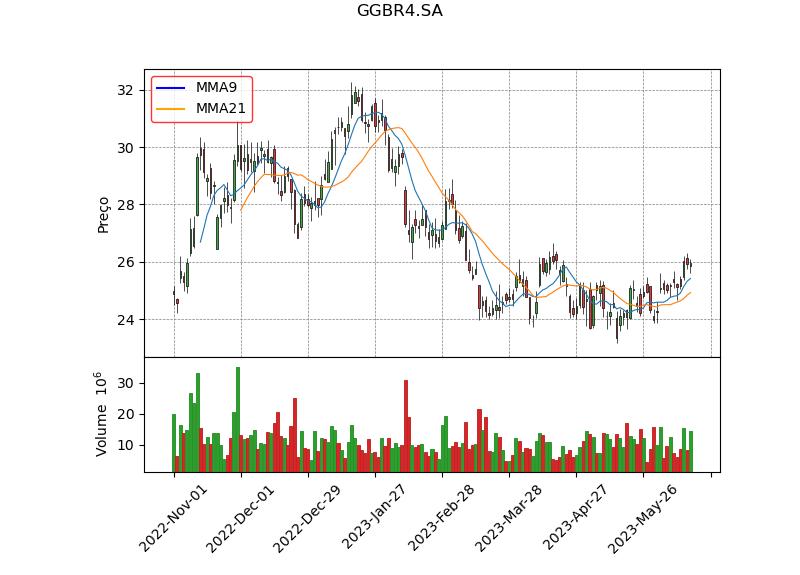 GGBR4.SA
MMA9
MMA21
Preço
32
30
28
26
24
Volume 10^6
30
20
10
2022-Nov-01
2022-Dec-01
2022-Dec-29
2023-Jan-27
2023-Feb-28
2023-Mar-28
2023-Apr-27
2023-May-26